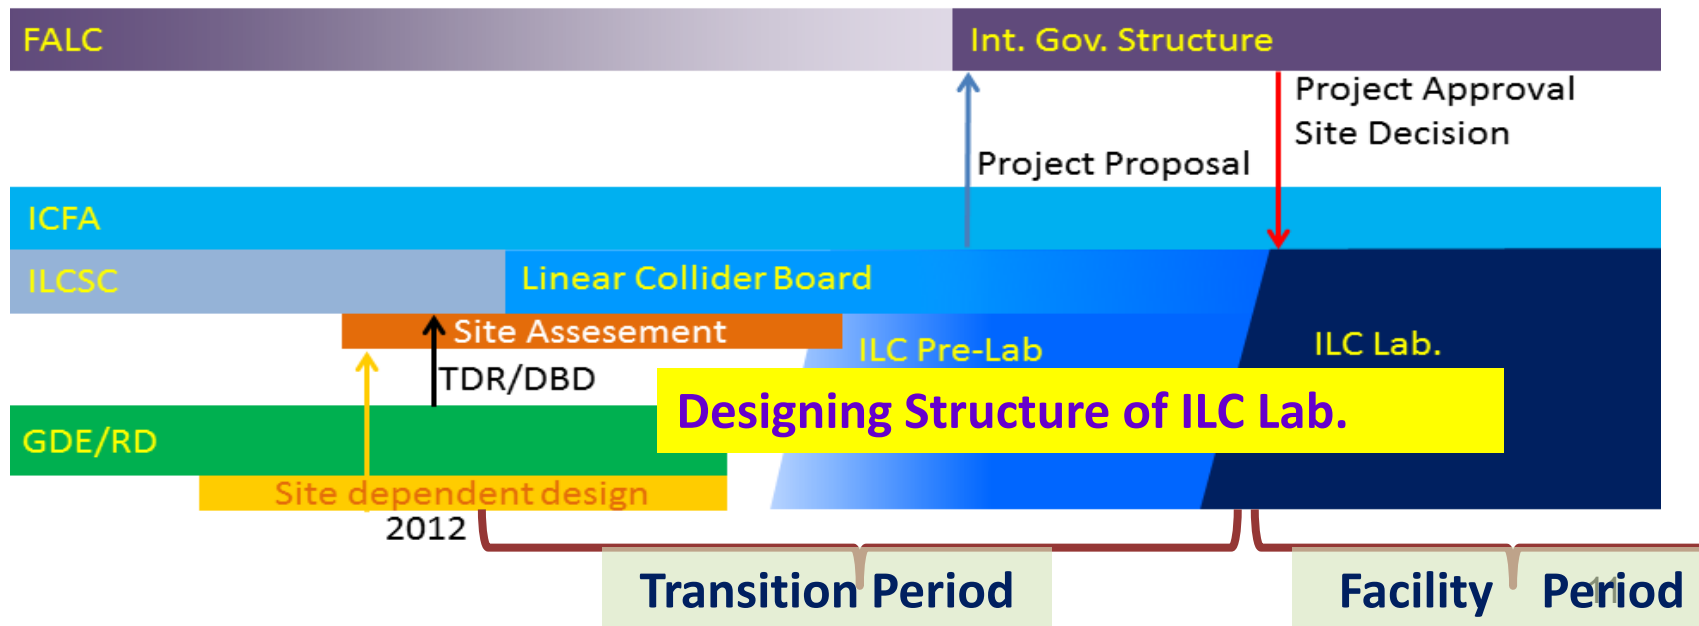 FALC
Int. Gov. Structure
Project Approval
Site Decision
Project Proposal
ICFA
ILCSC
Linear Collider Board
Site Assesement
ILC Pre-Lab
ILC Lab.
TDR/DBD
Designing Structure of ILC Lab.
GDE/RD
Site dependent design
2012
Transition Period
Facility Period
11